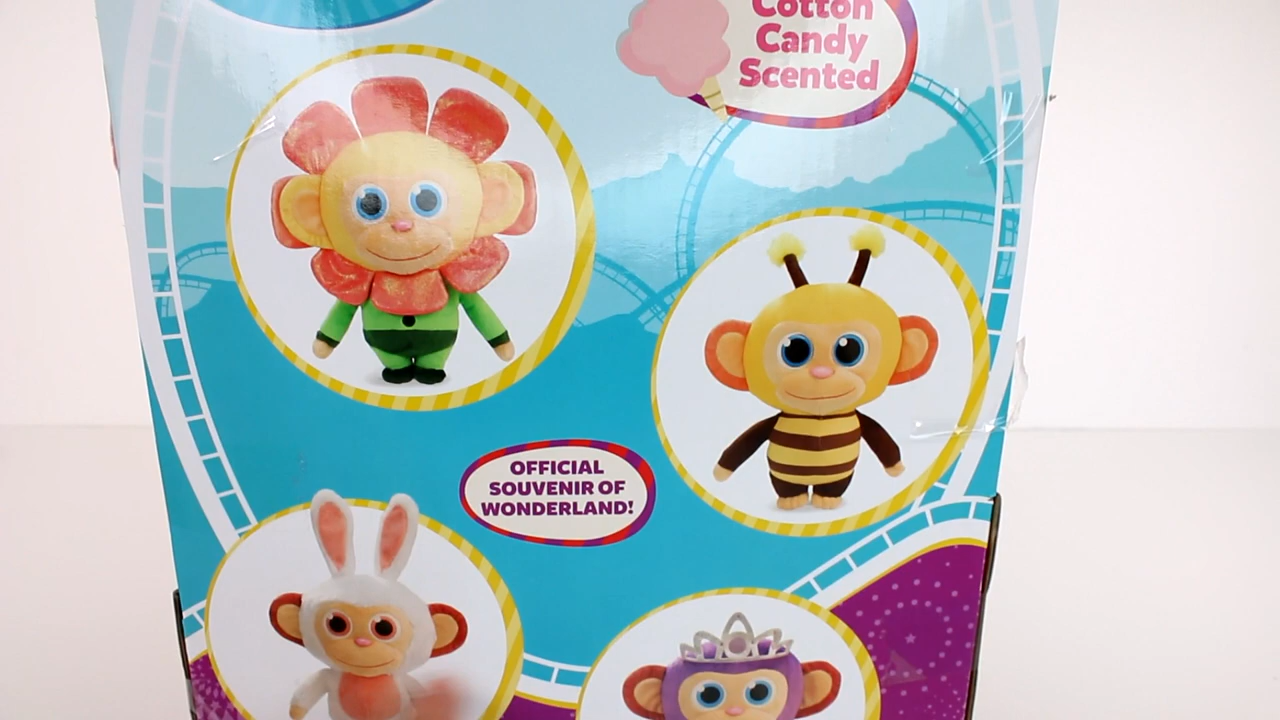 Cotton
Candy
Scented
OFFICIAL
SOUVENIR OF
WONDERLAND!